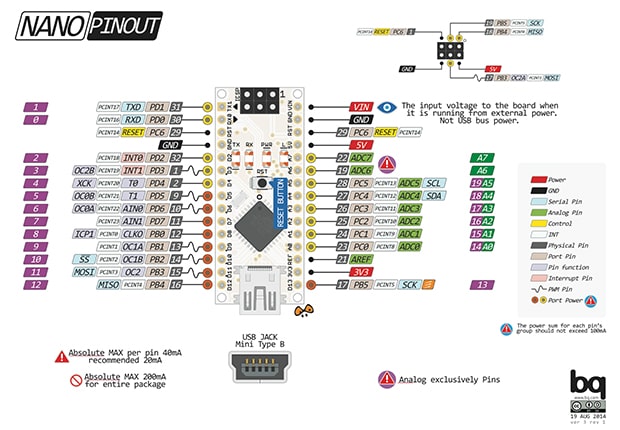 NANO PINOUT
19 PB5 PCINT5 SCK
PCINT14 RESET PC6 1
18 PB4 PCINT4 MISO
GND
5V
17 PB3 OC2A PCINT3 MOSI
1
1 PCINT17 TXD PD1 31
0 PCINT16 RXD PD0 30
PCINT14 RESET PC6 29
GND
2 PCINT18 INT0 PD2 32
3 OC2B PCINT19 INT1 PD3 1
4 XCK PCINT20 T0 PD4 2
5 OC0B PCINT21 T1 PD5 9
6 OC0A PCINT22 AIN0 PD6 10
7 PCINT23 AIN1 PD7 11
8 ICP1 PCINT0 CLKO PB0 12
9 PCINT1 OC1A PB1 13
10 SS PCINT2 OC1B PB2 14
11 MOSI PCINT3 OC2 PB3 15
12 MISO PCINT4 PB4 16
TX1
RX0
RST
GND
D2
D3
D4
D5
D6
D7
D8
D9
D10
D11
D12
ICSP
1
TX RX PWR L
RST
RESET BUTTON
VIN
GND
RST
5V
A7
A6
A5
A4
A3
A2
A1
A0
REF
3V3
D13
VIN
The input voltage to the board when
it is running from external power.
Not USB bus power.
GND
29 PC6 RESET PCINT14
5V
22 ADC7 A7
19 ADC6 A6
28 PC5 PCINT13 ADC5 SCL 19 A5
27 PC4 PCINT12 ADC4 SDA 18 A4
26 PC3 PCINT11 ADC3 17 A3
25 PC2 PCINT10 ADC2 16 A2
24 PC1 PCINT9 ADC1 15 A1
23 PC0 PCINT8 ADC0 14 A0
21 AREF
3V3
17 PB5 PCINT5 SCK 13
Power
GND
Serial Pin
Analog Pin
Control
INT
Physical Pin
Port Pin
Pin function
Interrupt Pin
PWM Pin
Port Power
The power sum for each pin's
group should not exceed 100mA
Absolute MAX per pin 40mA
recommended 20mA
Absolute MAX 200mA
for entire package
USB JACK
Mini Type B
Analog exclusively Pins
bq
www.bq.com
19 AUG 2014
ver 3 rev 1